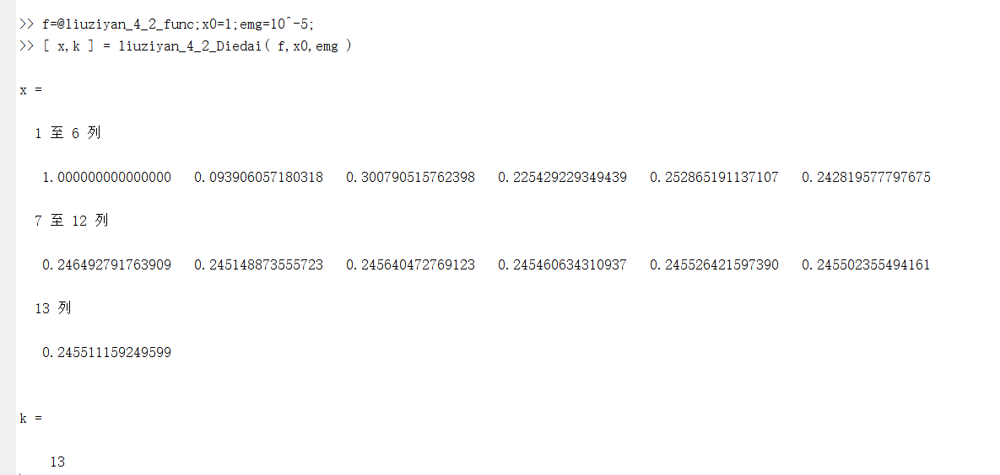 >> f=@liuziyan_4_2_func;x0=1;emg=10^-5;
>> [ x,k ] = liuziyan_4_2_Diedai( f,x0,emg )
x =
1 至 6 列
1.000000000000000 0.093906057180318 0.300790515762398 0.225429229349439 0.252865191137107 0.242819577797675
7 至 12 列
0.246492791763909 0.245148873555723 0.245640472769123 0.245460634310937 0.245526421597390 0.245502355494161
13 列
0.245511159249599
k =
13